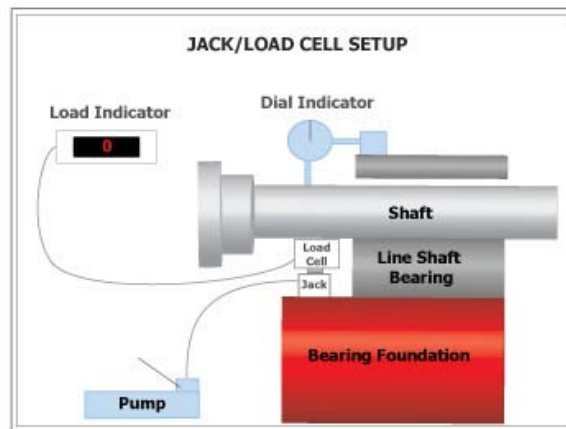 JACK/LOAD CELL SETUP
Load Indicator
Dial Indicator
0
Shaft
Load
Cell
Line Shaft
Bearing
Jack
Bearing Foundation
Pump